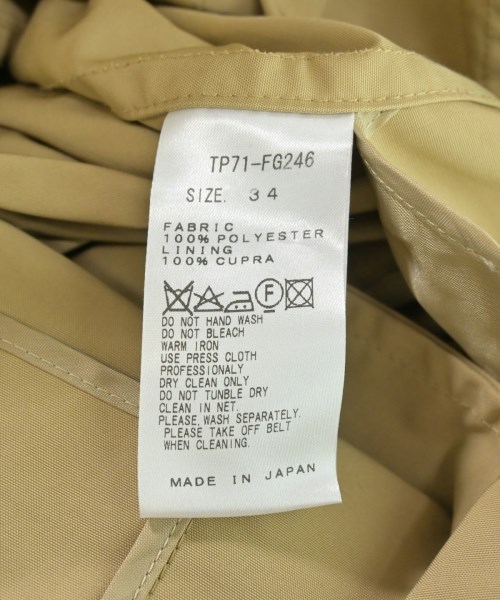 TP71-FG246
SIZE. 34
FABRIC
100% POLYESTER
LINING
100% CUPRA
F
DO NOT HAND WASH
DO NOT BLEACH
WARM IRON
USE PRESS CLOTH
PROFESSIONALY
DRY CLEAN ONLY
DO NOT TUNBLE DRY
CLEAN IN NET.
PLEASE, WASH SEPARATELY.
PLEASE TAKE OFF BELT
WHEN CLEANING.
MADE IN JAPAN